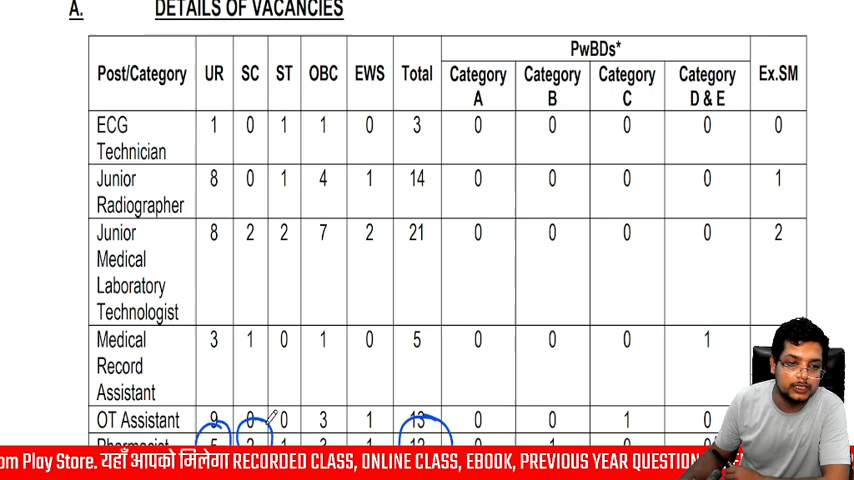 A. DETAILS OF VACANCIES
PwBDs*
Post/Category UR SC ST OBC EWS Total Category A Category B Category C Category D & E Ex.SM
ECG Technician 1 0 1 1 0 3 0 0 0 0 0
Junior Radiographer 8 0 1 4 1 14 0 0 0 0 1
Junior Medical Laboratory Technologist 8 2 2 7 2 21 0 0 0 0 2
Medical Record Assistant 3 1 0 1 0 5 0 0 0 1
OT Assistant 9 0 0 3 1 13 0 0 1 0
Pharmacist 5 2 1 3 1 12 0 1 0
om Play Store. यहाँ आपको मिलेगा RECORDED CLASS, ONLINE CLASS, EBOOK, PREVIOUS YEAR QUESTION